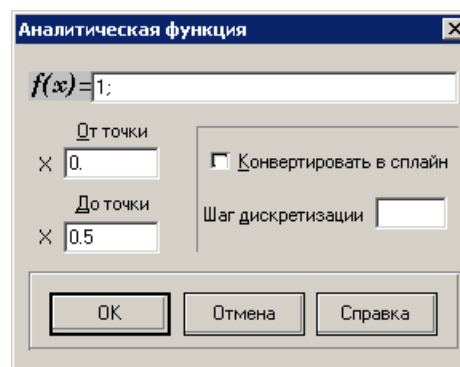 Аналитическая функция
f(x)= 1;
От точки
X 0.
Конвертировать в сплайн
До точки
Шаг дискретизации
X 0.5
OK Отмена Справка